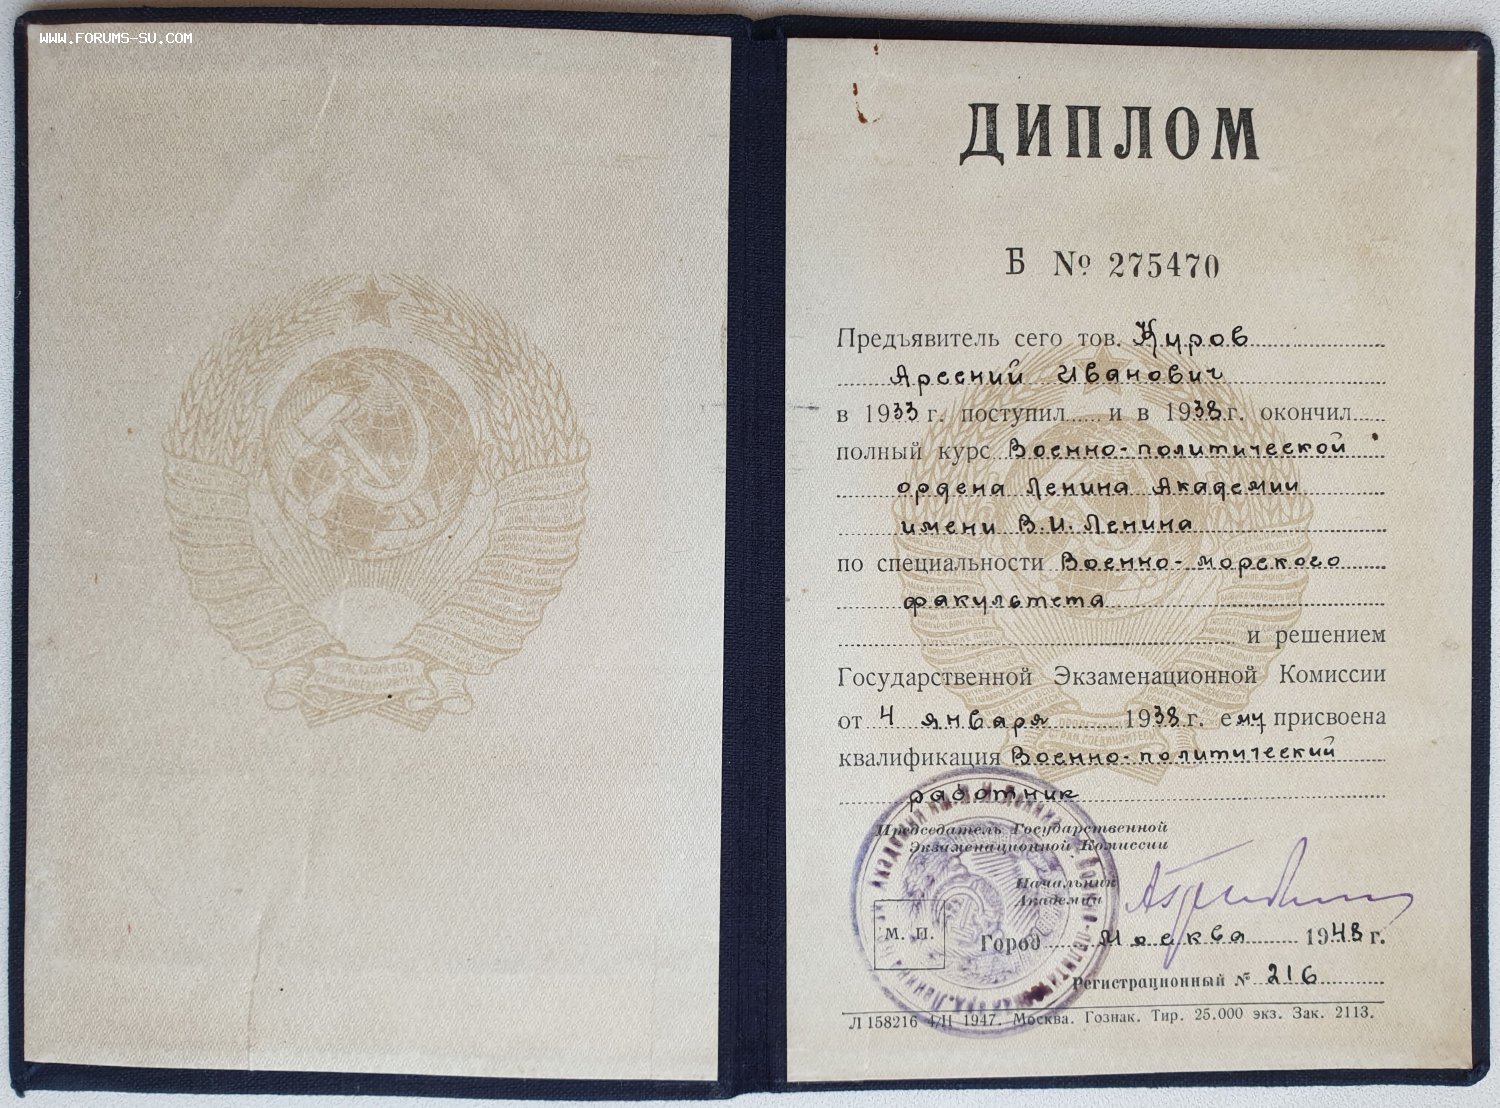 WWW.FORUMS-SU.COM
ДИПЛОМ
Б № 275470
Предъявитель сего тов. Куров
Арсений Иванович
в 1933 г. поступил и в 1938 г. окончил
полный курс Военно-политической
ордена Ленина Академии
имени В.И. Ленина
по специальности Военно-морского
факультета
и решением
Государственной Экзаменационной Комиссии
от 4 января 1938 г. ему присвоена
квалификация Военно-политический
работник
Председатель Государственной
Экзаменационной Комиссии
Начальник
Академии
М. П.
Город Москва 1948 г.
Регистрационный № 216
Л 158216 4/II 1947. Москва. Гознак. Тир. 25.000 экз. Зак. 2113.